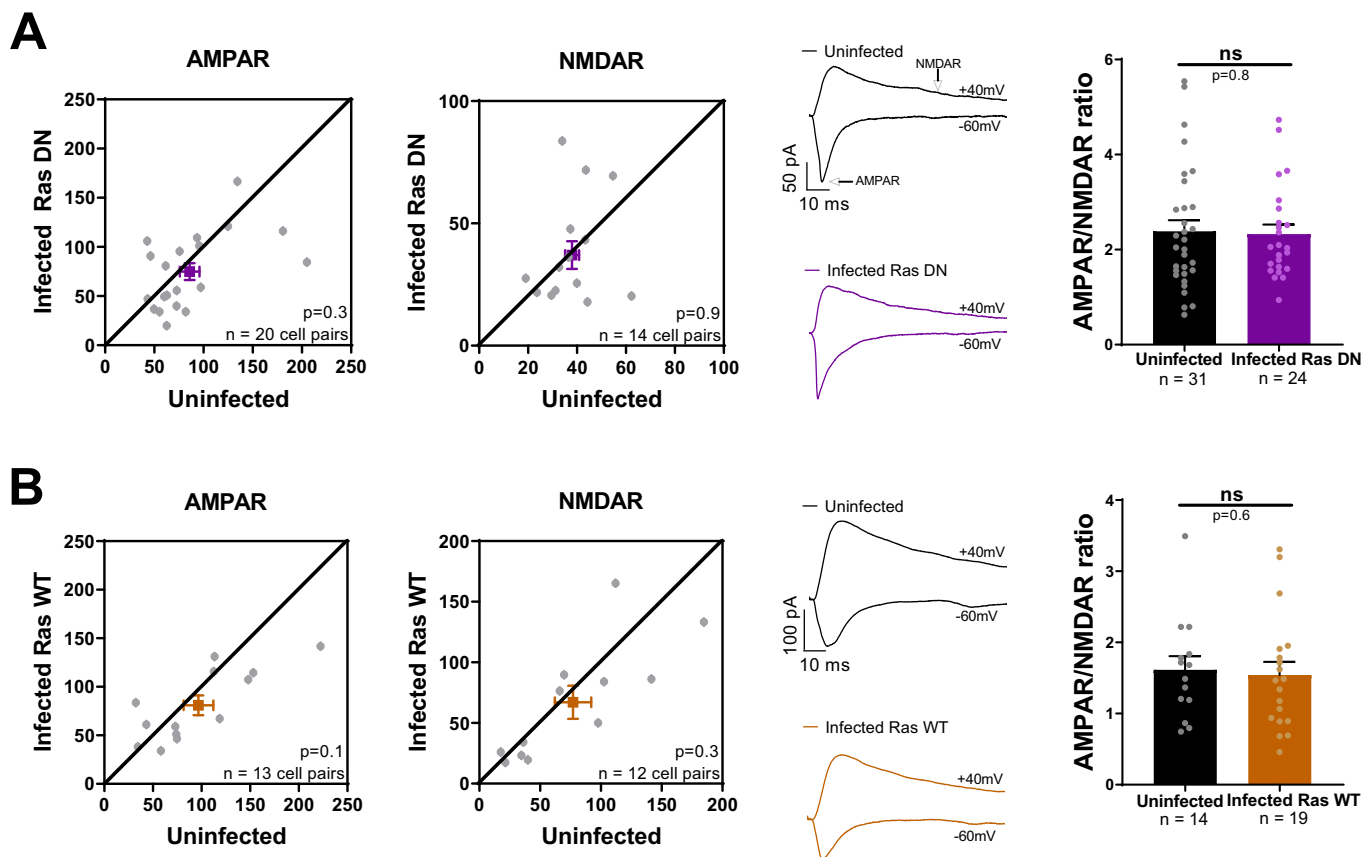 A
AMPAR
Infected Ras DN
250
200
150
100
50
0
0 50 100 150 200 250
p=0.3
n = 20 cell pairs
Uninfected
NMDAR
Infected Ras DN
100
50
0
0 20 40 60 80 100
p=0.9
n = 14 cell pairs
Uninfected
Uninfected
NMDAR
+40mV
-60mV
50 pA
10 ms
AMPAR
Infected Ras DN
+40mV
-60mV
AMPAR/NMDAR ratio
6
4
2
0
ns
p=0.8
Uninfected Infected Ras DN
n = 31 n = 24
B
AMPAR
Infected Ras WT
250
200
150
100
50
0
0 50 100 150 200 250
p=0.1
n = 13 cell pairs
Uninfected
NMDAR
Infected Ras WT
200
150
100
50
0
0 50 100 150 200
p=0.3
n = 12 cell pairs
Uninfected
Uninfected
+40mV
-60mV
100 pA
10 ms
Infected Ras WT
+40mV
-60mV
AMPAR/NMDAR ratio
4
3
2
1
0
ns
p=0.6
Uninfected Infected Ras WT
n = 14 n = 19